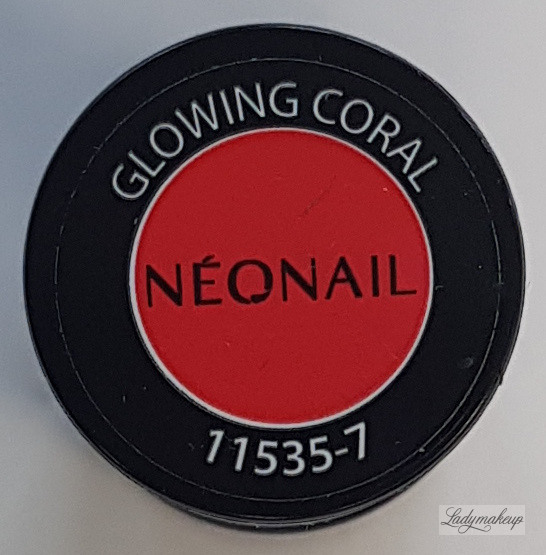 GLOWING CORAL
NÉONAIL
11535-7
Ladymakeup